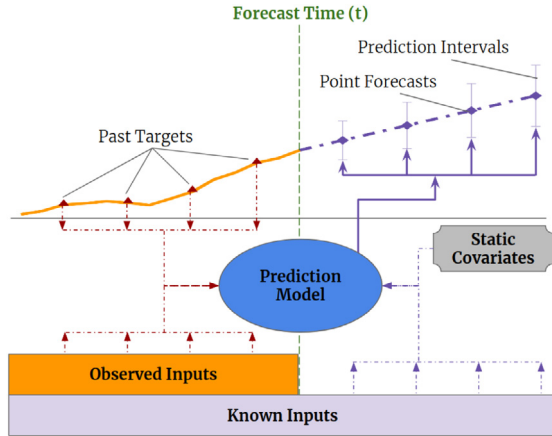 Forecast Time (t)
Prediction Intervals
Point Forecasts
Past Targets
Static
Covariates
Prediction
Model
Observed Inputs
Known Inputs